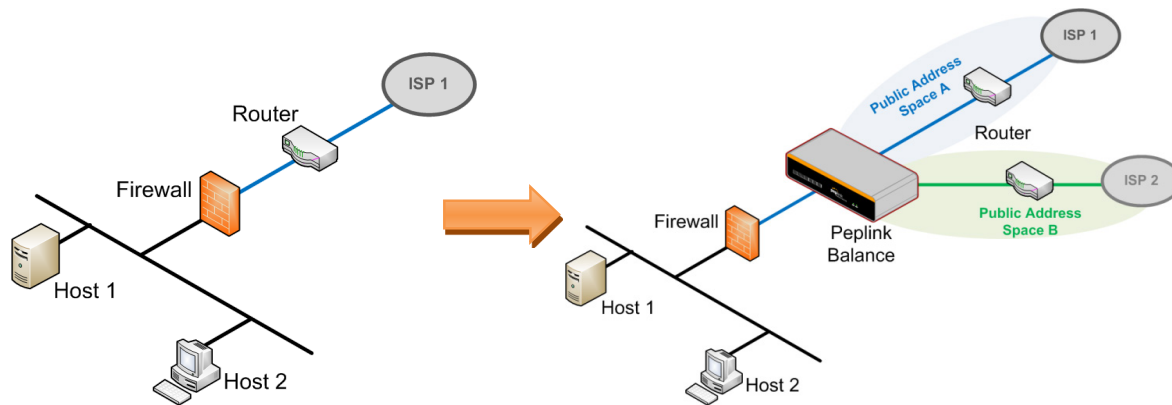 ISP 1
Router
Firewall
Host 1
Host 2
ISP 1
Public Address
Space A
Router
ISP 2
Public Address
Space B
Firewall
Peplink
Balance
Host 1
Host 2